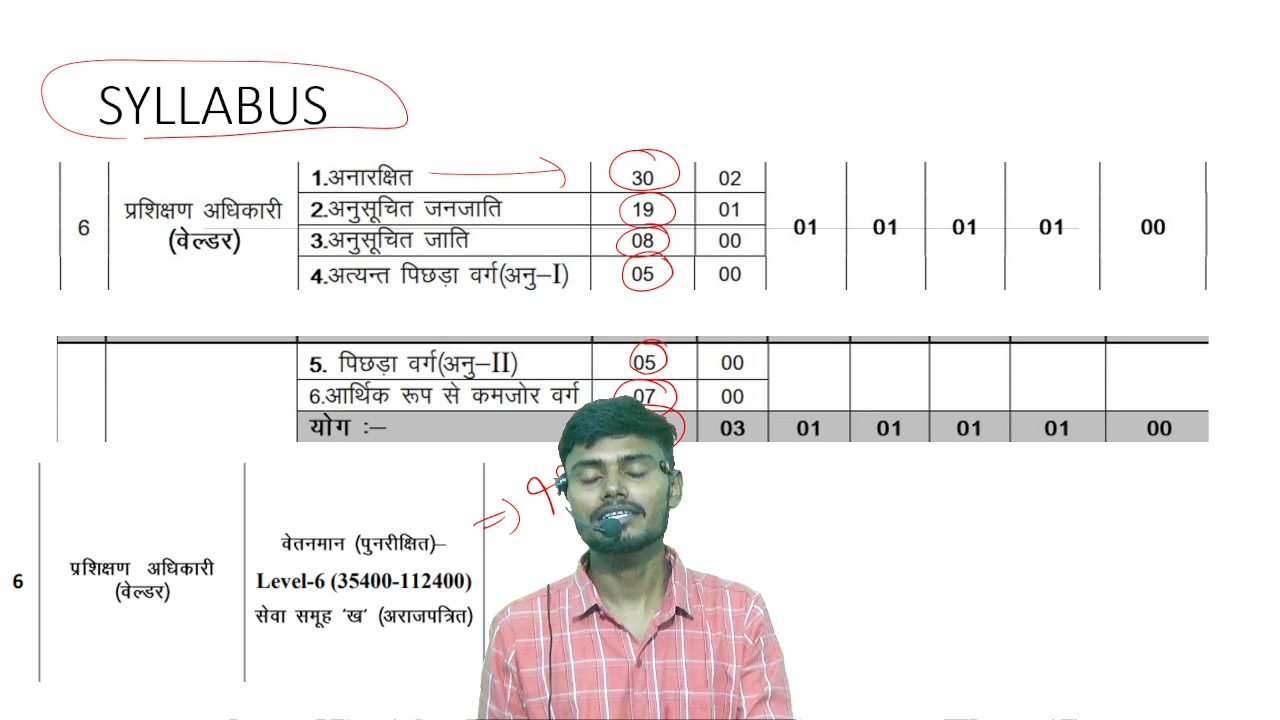 SYLLABUS
1.अनारक्षित 30 02
6 प्रशिक्षण अधिकारी (वेल्डर) 2.अनुसूचित जनजाति 19 01 01 01 01 01 00
3.अनुसूचित जाति 08 00
4.अत्यन्त पिछड़ा वर्ग(अनु–I) 05 00
5. पिछड़ा वर्ग(अनु–II) 05 00
6.आर्थिक रूप से कमजोर वर्ग 07 00
योग :– 03 01 01 01 01 00
वेतनमान (पुनरीक्षित)–
6 प्रशिक्षण अधिकारी (वेल्डर) Level-6 (35400-112400)
सेवा समूह ‘ख’ (अराजपत्रित)